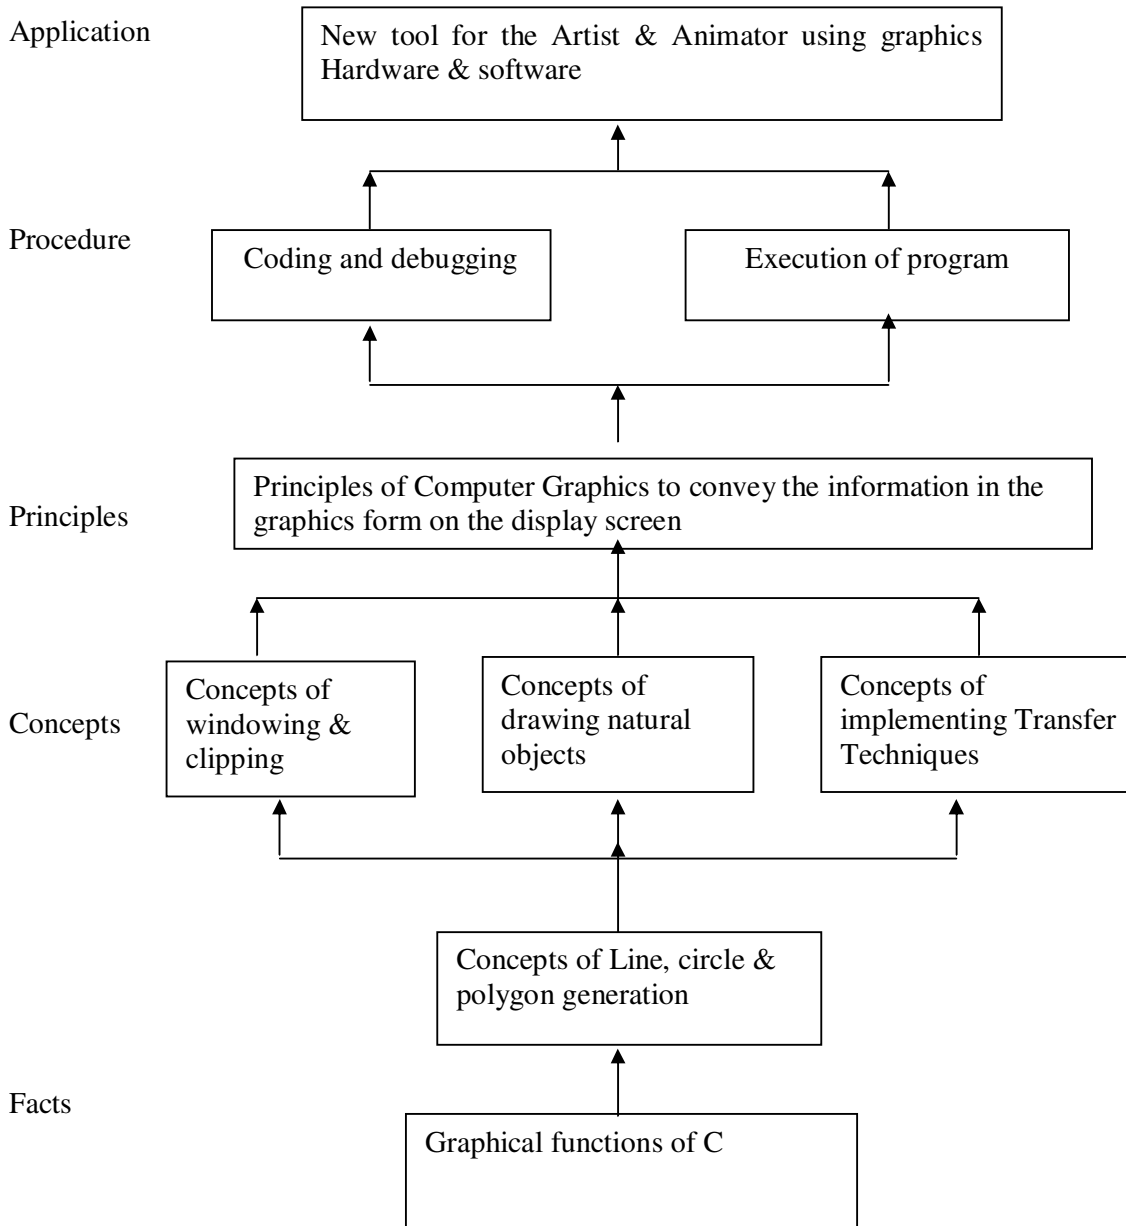 Application
New tool for the Artist & Animator using graphics
Hardware & software
Procedure
Coding and debugging
Execution of program
Principles
Principles of Computer Graphics to convey the information in the
graphics form on the display screen
Concepts
Concepts of
windowing &
clipping
Concepts of
drawing natural
objects
Concepts of
implementing Transfer
Techniques
Concepts of Line, circle &
polygon generation
Facts
Graphical functions of C